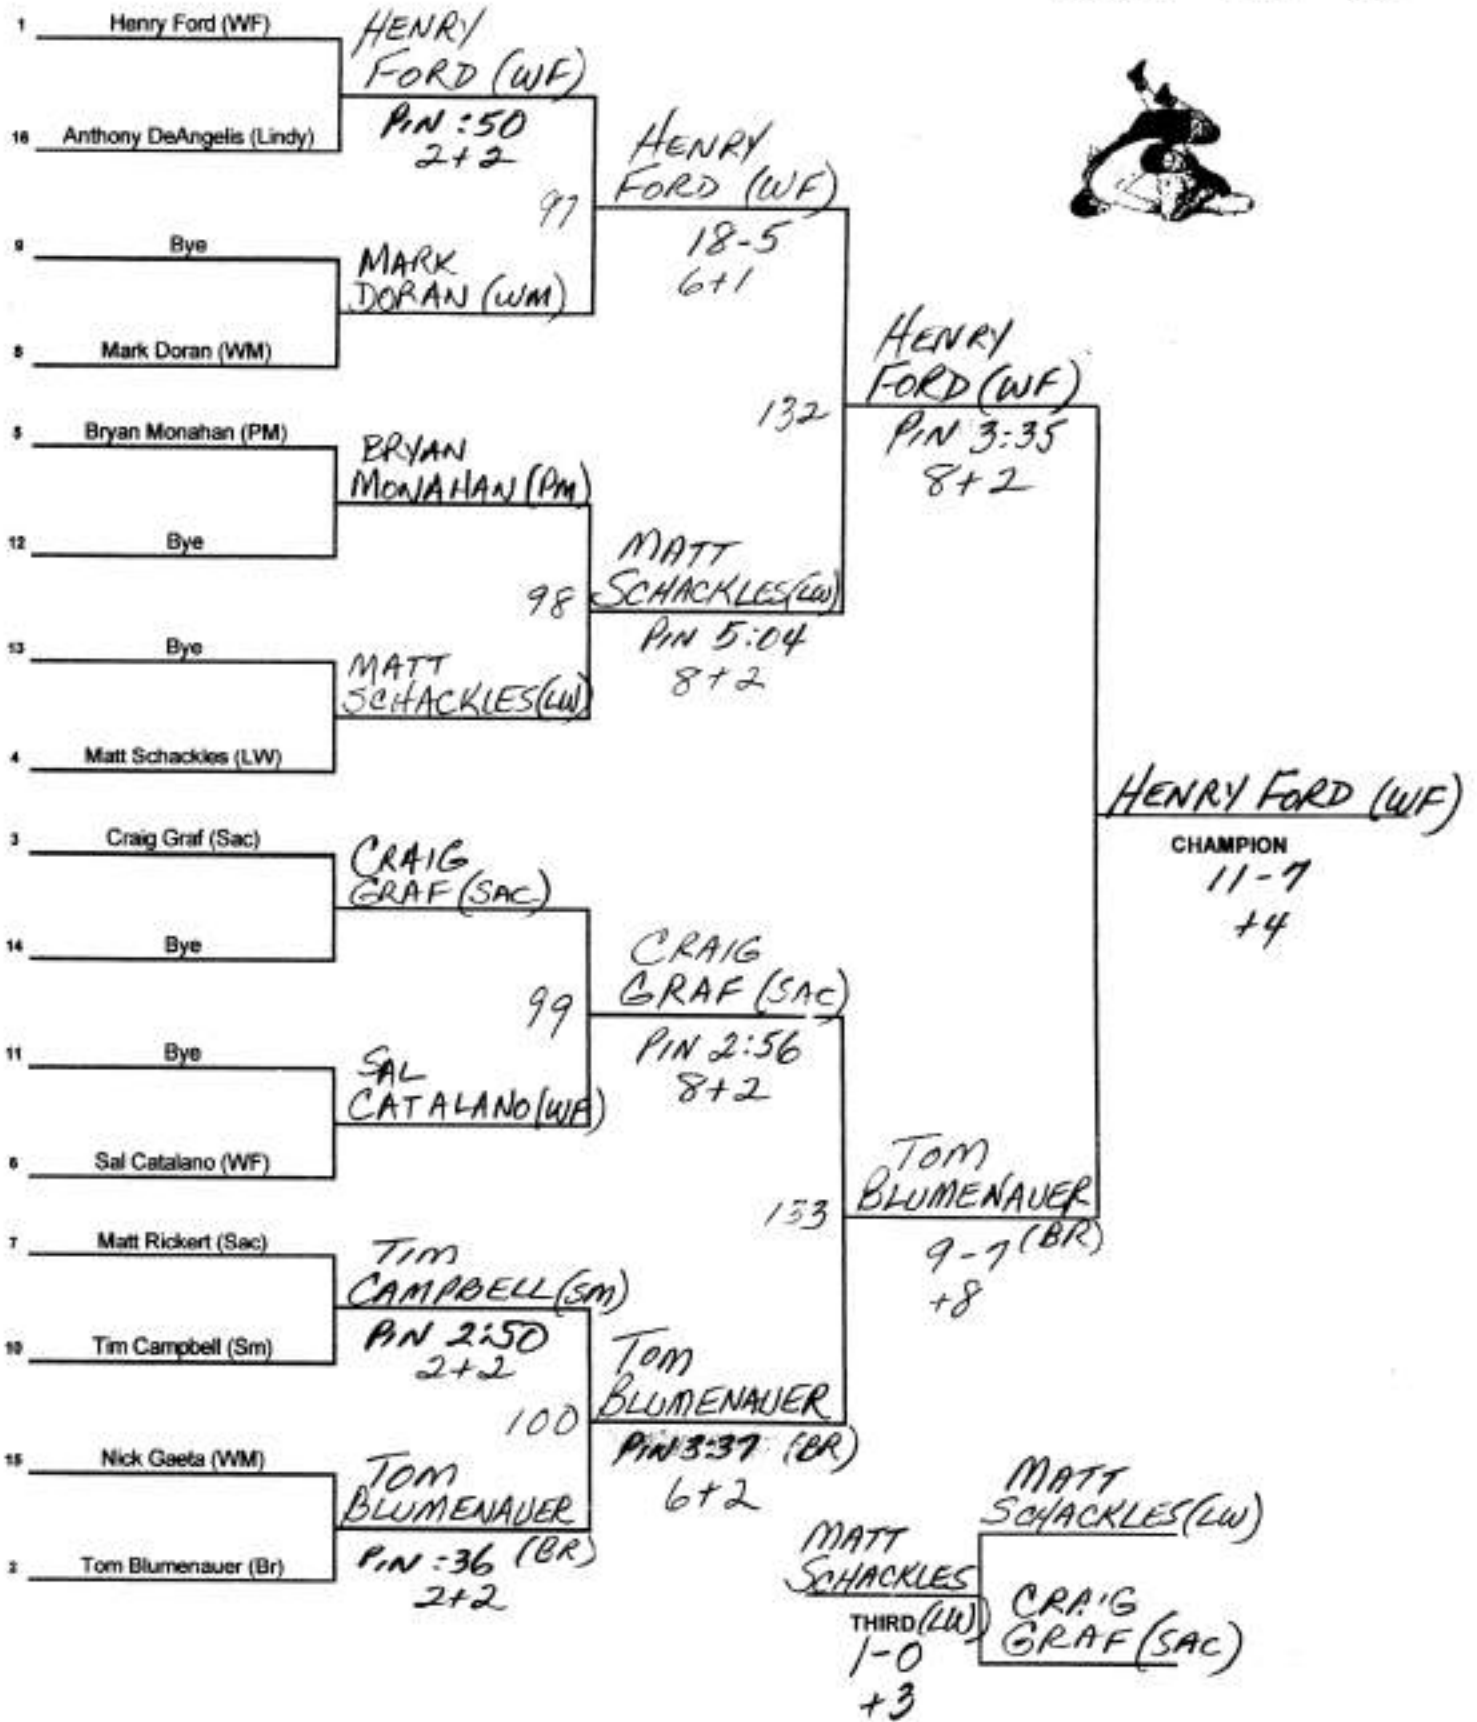 1 Henry Ford (WF)
16 Anthony DeAngelis (Lindy)
9 Bye
8 Mark Doran (WM)
5 Bryan Monahan (PM)
12 Bye
13 Bye
4 Matt Schackles (LW)
3 Craig Graf (Sac)
14 Bye
11 Bye
6 Sal Catalano (WF)
7 Matt Rickert (Sac)
10 Tim Campbell (Sm)
15 Nick Gaeta (WM)
2 Tom Blumenauer (Br)
HENRY
FORD (WF)
PIN :50
2+2
MARK
DORAN (WM)
BRYAN
MONAHAN (PM)
MATT
SCHACKLES (LW)
CRAIG
GRAF (SAC)
SAL
CATALANO (WF)
TIM
CAMPBELL (SM)
PIN 2:50
2+2
TOM
BLUMENAUER
PIN :36 (BR)
2+2
97
98
99
100
HENRY
FORD (WF)
18-5
6+1
MATT
SCHACKLES (LW)
PIN 5:04
8+2
CRAIG
GRAF (SAC)
PIN 2:56
8+2
TOM
BLUMENAUER
PIN 3:37 (BR)
6+2
132
133
HENRY
FORD (WF)
PIN 3:35
8+2
TOM
BLUMENAUER
9-7 (BR)
+8
HENRY FORD (WF)
CHAMPION
11-7
+4
MATT
SCHACKLES (LW)
CRAIG
GRAF (SAC)
MATT
SCHACKLES
THIRD (LW)
1-0
+3